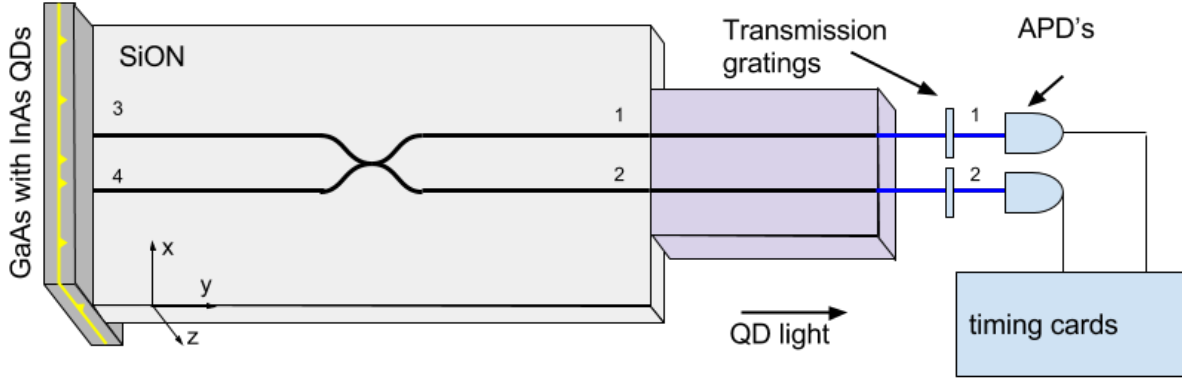 GaAs with InAs QDs
SiON
3
4
1
2
x
y
z
Transmission
gratings
APD's
1
2
QD light
timing cards